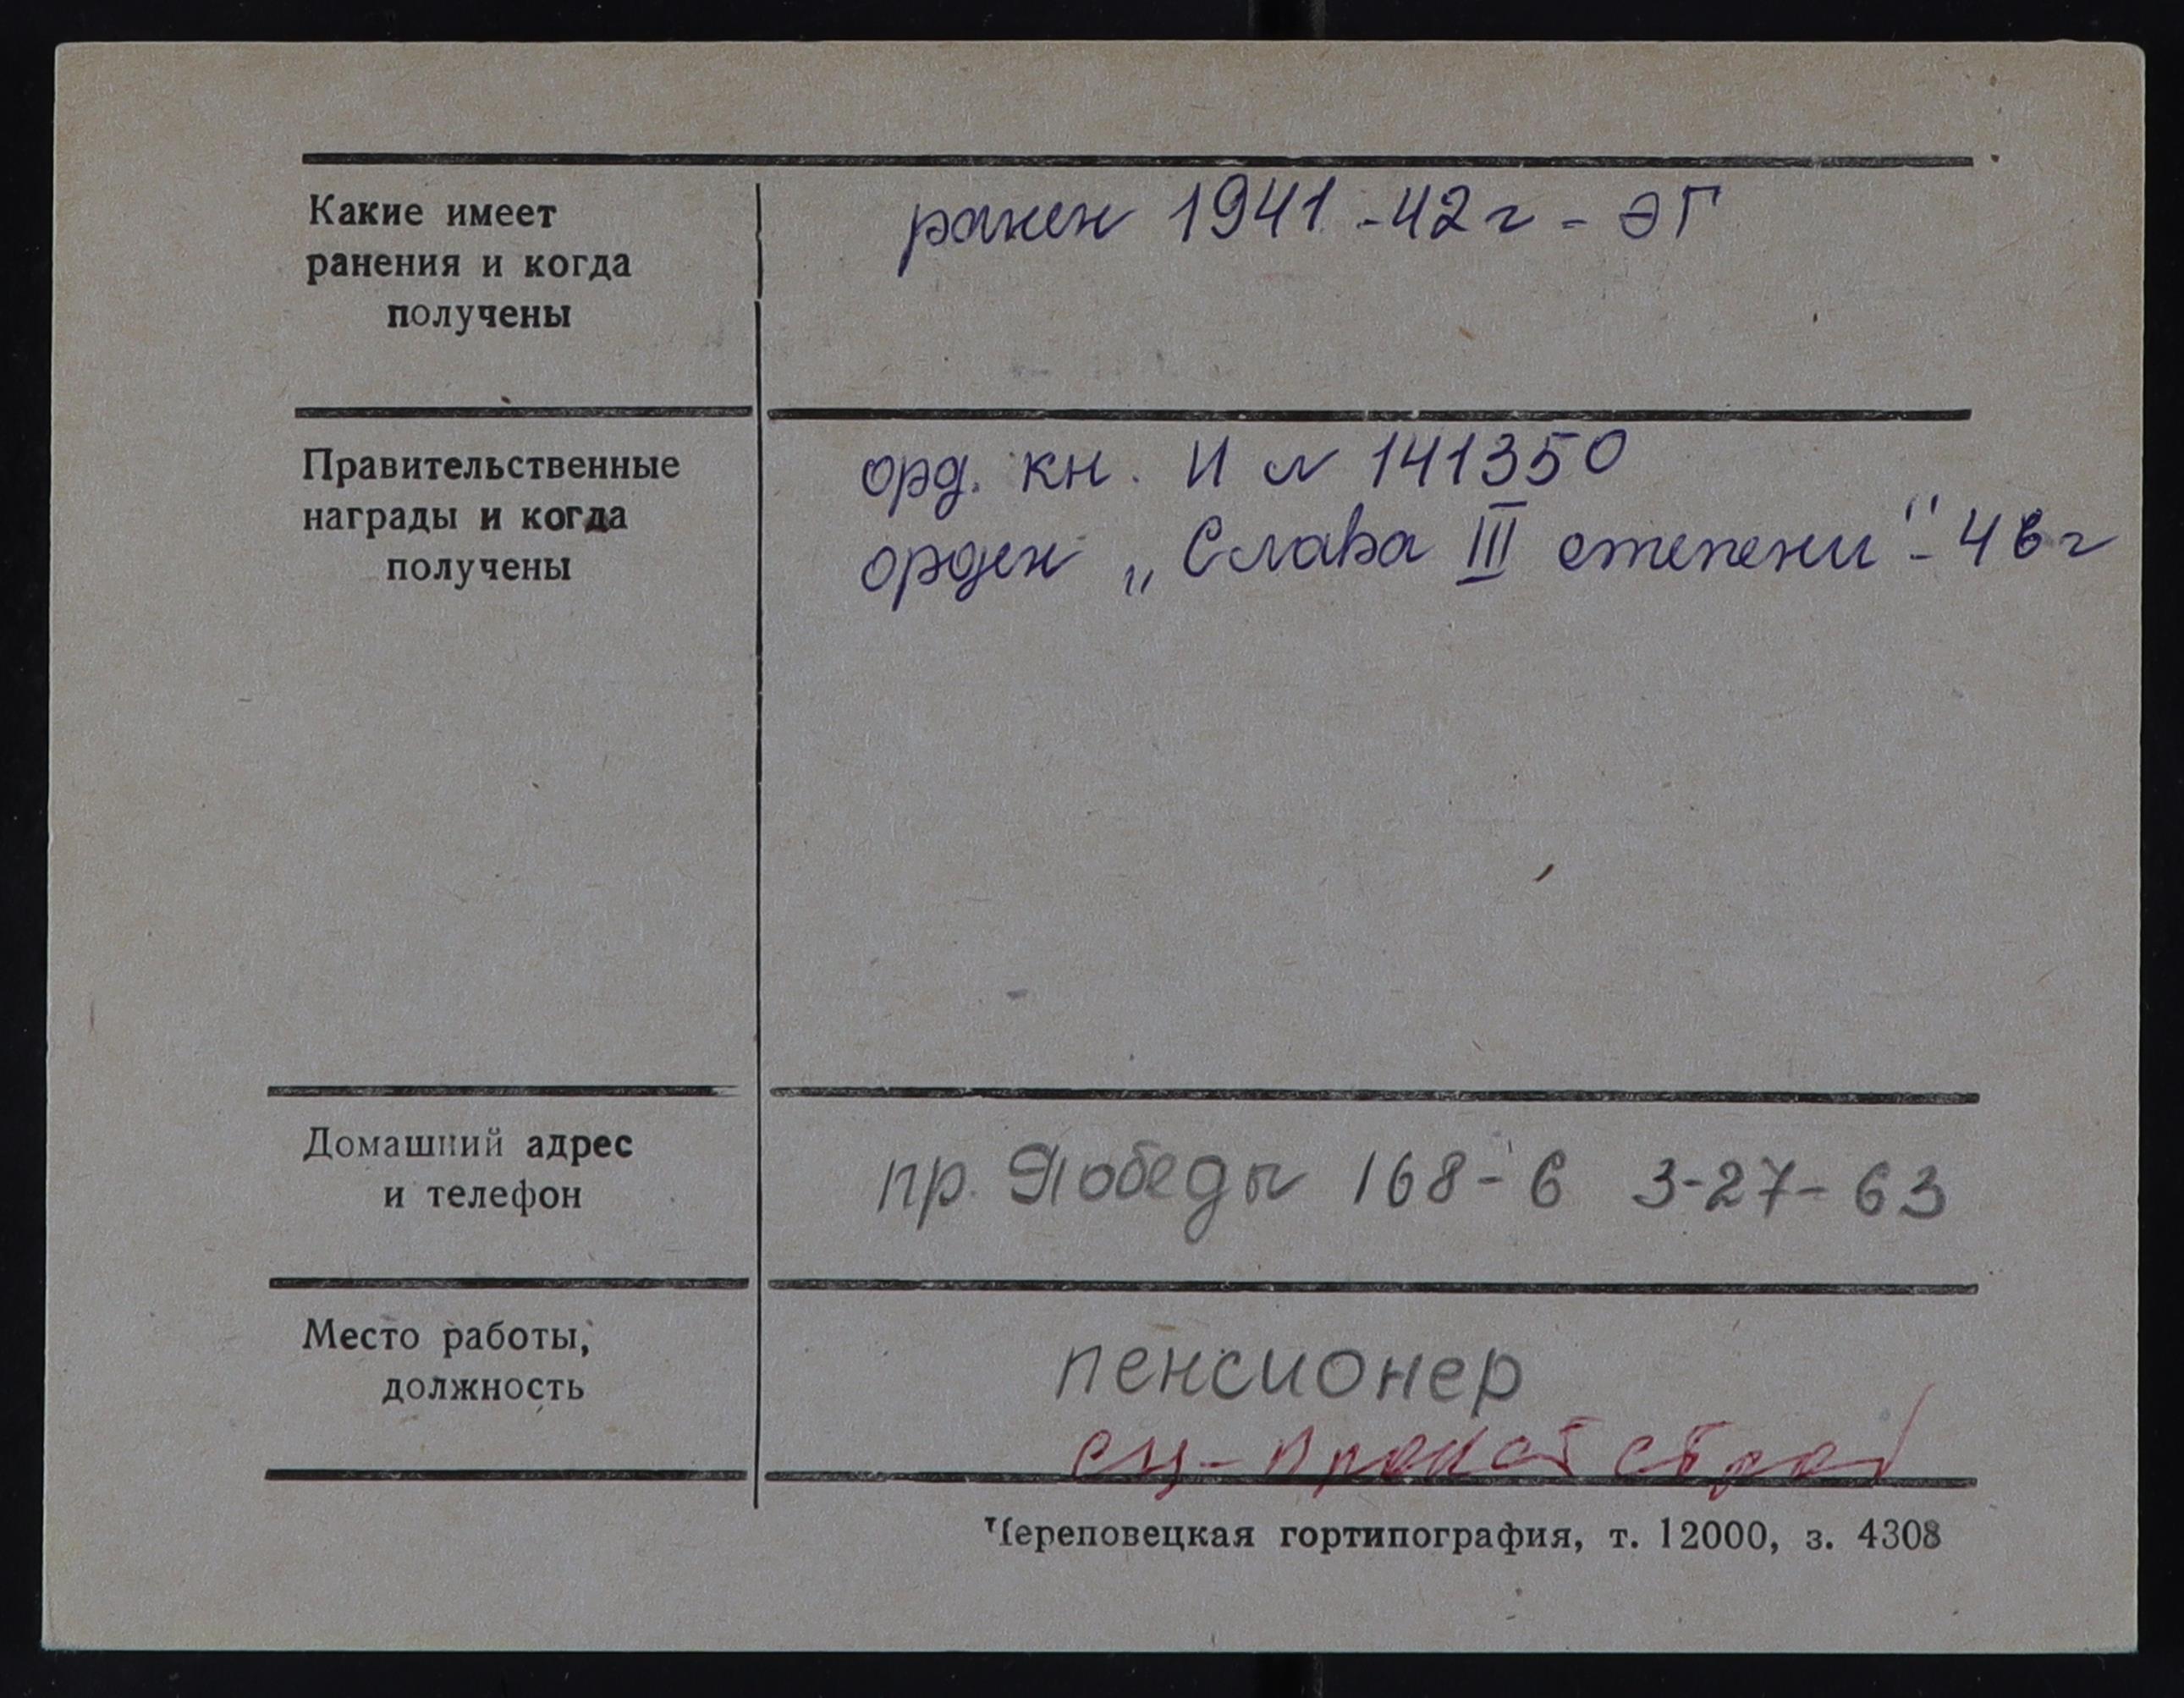 Какие имеет
ранения и когда
получены
ранен 1941-42г - ЭГ
Правительственные
награды и когда
получены
орд. кн. И № 141350
орден „Слава III степени" - 46г
Домашний адрес
и телефон
пр. Победы 168-6 3-27-63
Место работы,
должность
пенсионер
Череповецкая гортипография, т. 12000, з. 4308